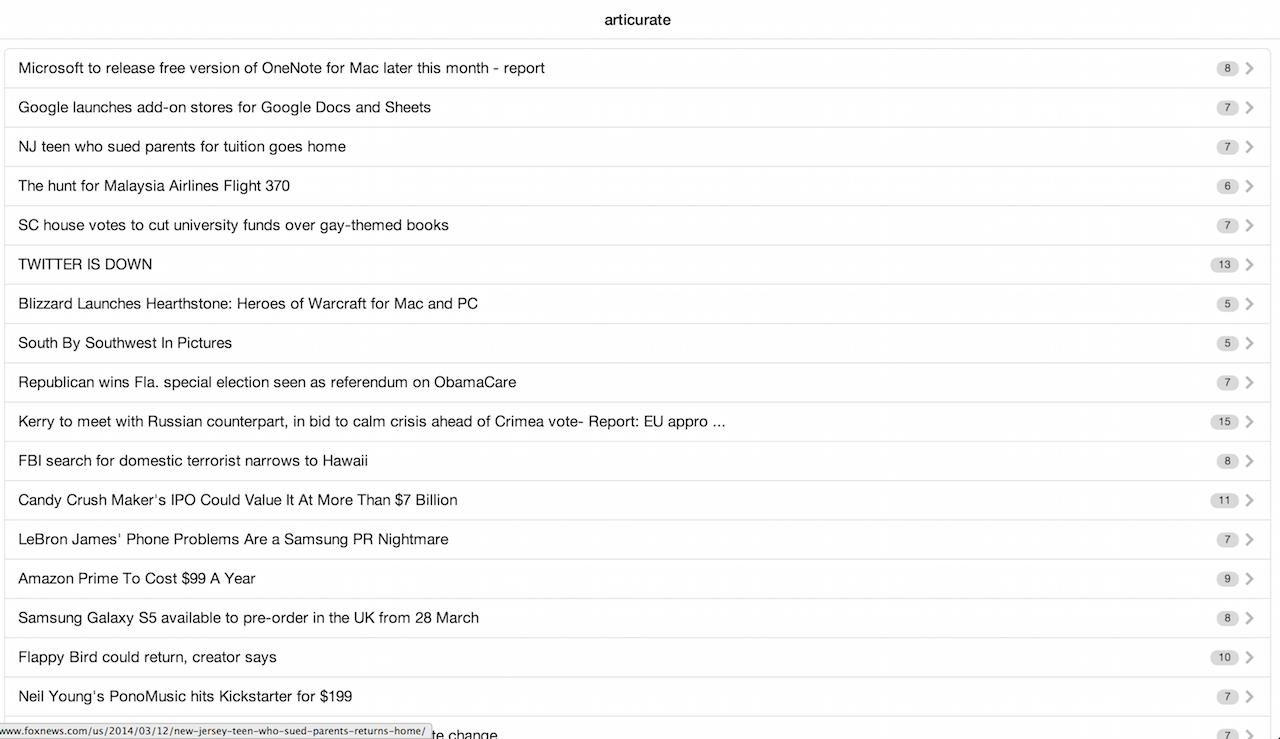 articurate
Microsoft to release free version of OneNote for Mac later this month - report 8
Google launches add-on stores for Google Docs and Sheets 7
NJ teen who sued parents for tuition goes home 7
The hunt for Malaysia Airlines Flight 370 6
SC house votes to cut university funds over gay-themed books 7
TWITTER IS DOWN 13
Blizzard Launches Hearthstone: Heroes of Warcraft for Mac and PC 5
South By Southwest In Pictures 5
Republican wins Fla. special election seen as referendum on ObamaCare 7
Kerry to meet with Russian counterpart, in bid to calm crisis ahead of Crimea vote- Report: EU appro ... 15
FBI search for domestic terrorist narrows to Hawaii 8
Candy Crush Maker's IPO Could Value It At More Than $7 Billion 11
LeBron James' Phone Problems Are a Samsung PR Nightmare 7
Amazon Prime To Cost $99 A Year 9
Samsung Galaxy S5 available to pre-order in the UK from 28 March 8
Flappy Bird could return, creator says 10
Neil Young's PonoMusic hits Kickstarter for $199 7
www.foxnews.com/us/2014/03/12/new-jersey-teen-who-sued-parents-returns-home/ te change 7